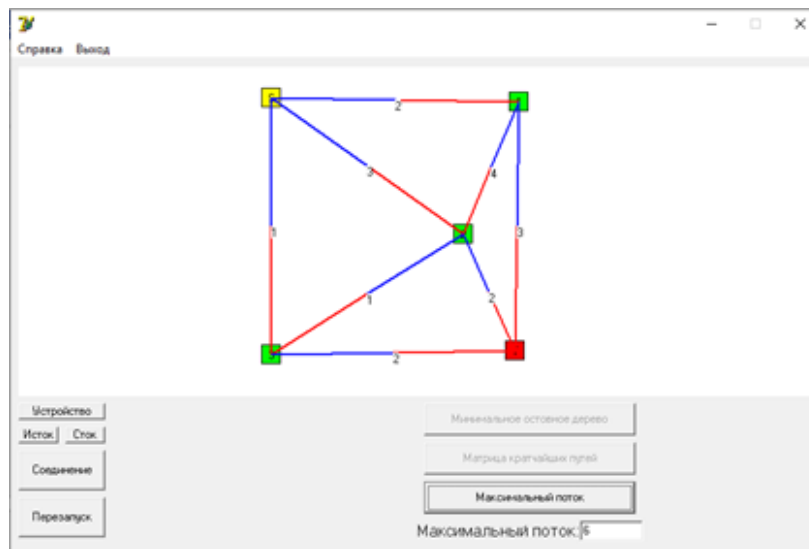 Справка Выход
2
3
4
1
3
1
2
2
Устройство
Исток Сток
Соединение
Перезапуск
Минимальное остовное дерево
Матрица кратчайших путей
Максимальный поток
Максимальный поток: 6